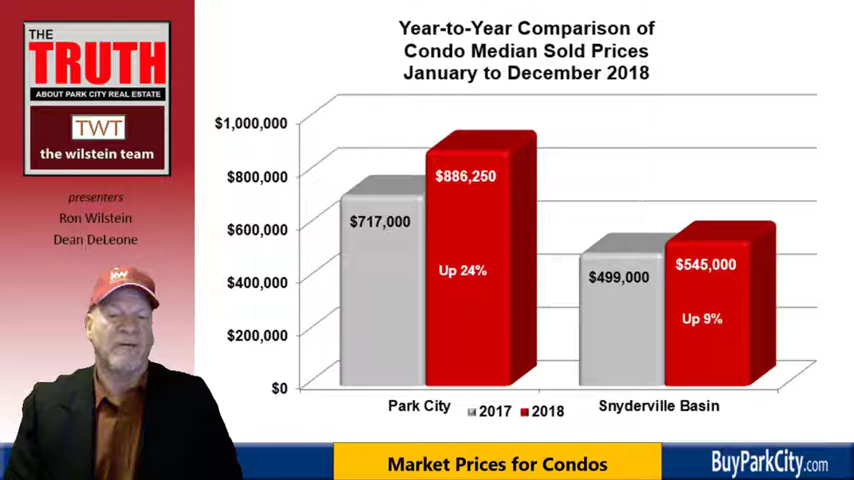 THE
TRUTH
ABOUT PARK CITY REAL ESTATE
TWT
the wilstein team
presenters
Ron Wilstein
Dean DeLeone
Year-to-Year Comparison of
Condo Median Sold Prices
January to December 2018
$1,000,000
$800,000
$600,000
$400,000
$200,000
$0
$717,000
$886,250
Up 24%
$499,000
$545,000
Up 9%
Park City
Snyderville Basin
2017
2018
kw
Market Prices for Condos
BuyParkCity.com